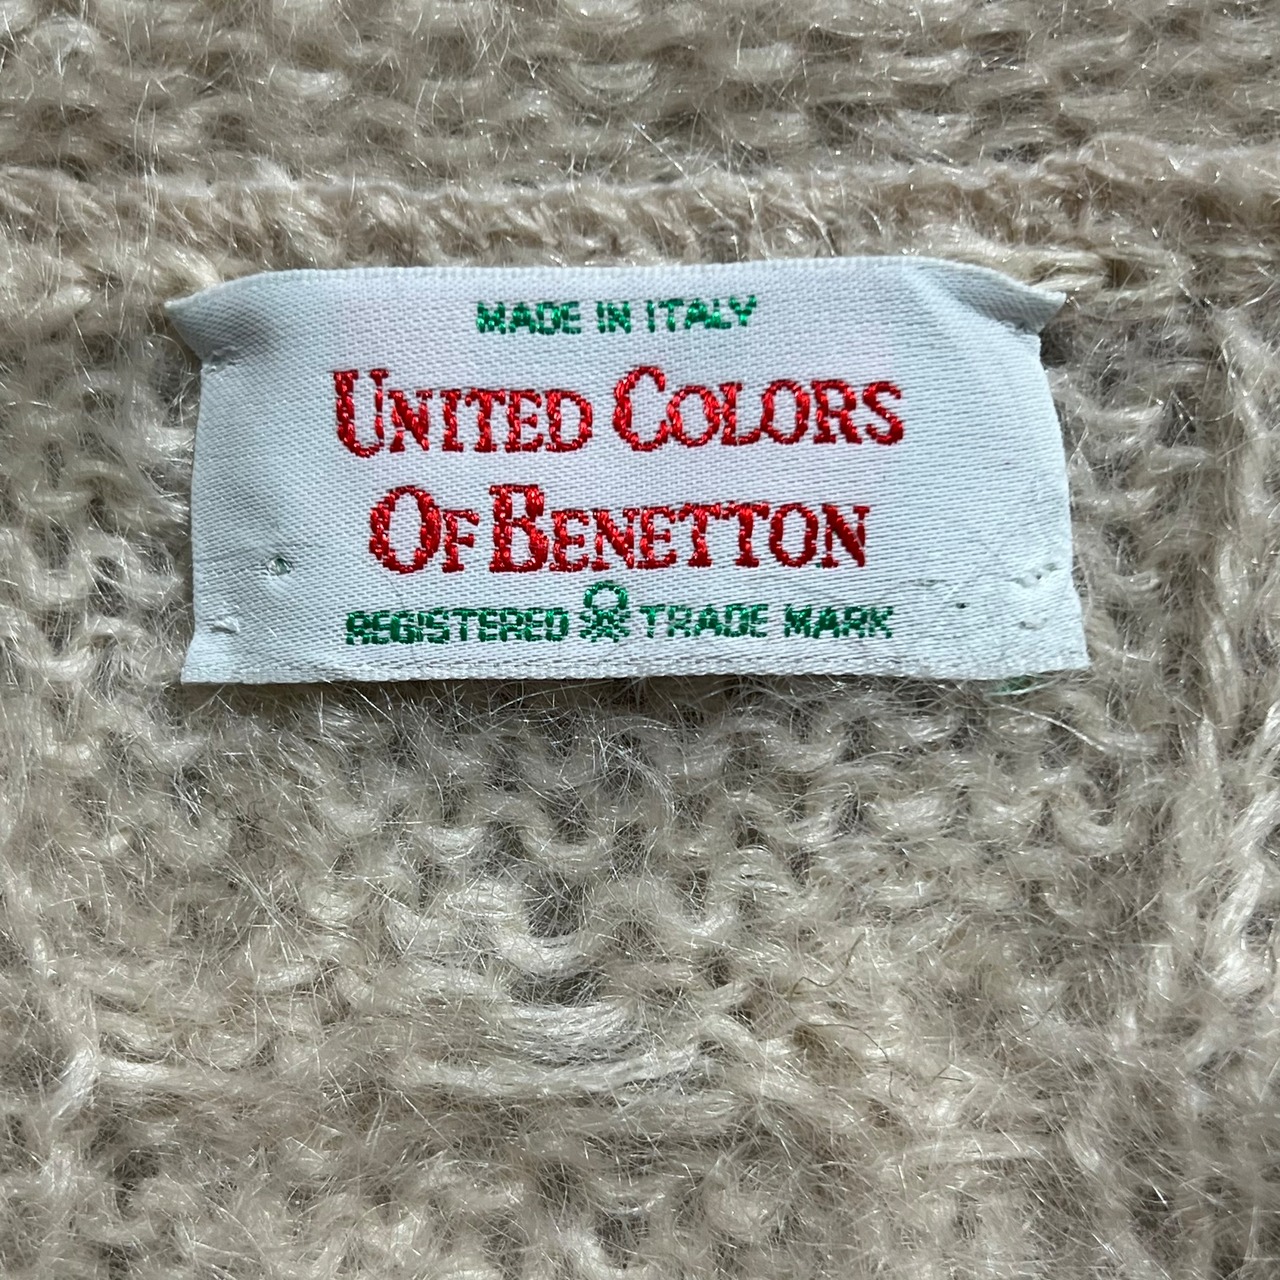 MADE IN ITALY
UNITED COLORS
OF BENETTON
REGISTERED TRADE MARK